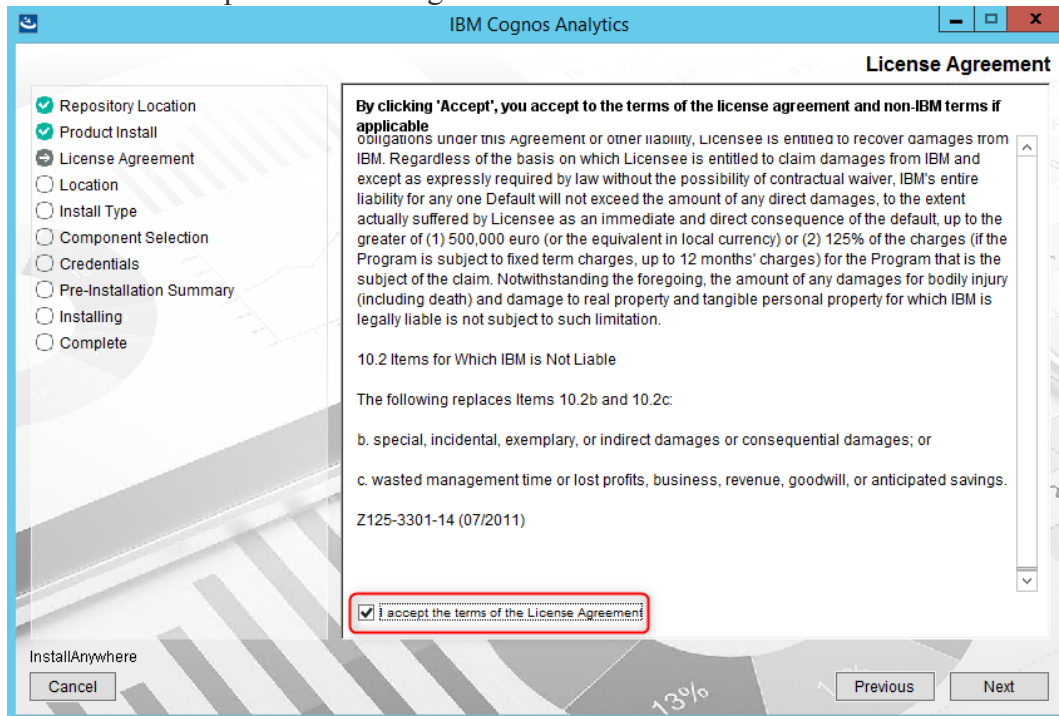 IBM Cognos Analytics
License Agreement
Repository Location
Product Install
License Agreement
Location
Install Type
Component Selection
Credentials
Pre-Installation Summary
Installing
Complete
By clicking 'Accept', you accept to the terms of the license agreement and non-IBM terms if
applicable
obligations under this Agreement or other liability, Licensee is entitled to recover damages from
IBM. Regardless of the basis on which Licensee is entitled to claim damages from IBM and
except as expressly required by law without the possibility of contractual waiver, IBM's entire
liability for any one Default will not exceed the amount of any direct damages, to the extent
actually suffered by Licensee as an immediate and direct consequence of the default, up to the
greater of (1) 500,000 euro (or the equivalent in local currency) or (2) 125% of the charges (if the
Program is subject to fixed term charges, up to 12 months' charges) for the Program that is the
subject of the claim. Notwithstanding the foregoing, the amount of any damages for bodily injury
(including death) and damage to real property and tangible personal property for which IBM is
legally liable is not subject to such limitation.
10.2 Items for Which IBM is Not Liable
The following replaces Items 10.2b and 10.2c:
b. special, incidental, exemplary, or indirect damages or consequential damages; or
c. wasted management time or lost profits, business, revenue, goodwill, or anticipated savings.
Z125-3301-14 (07/2011)
I accept the terms of the License Agreement
InstallAnywhere
Cancel
13%
Previous
Next